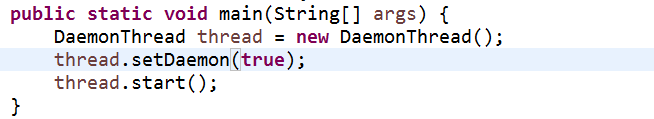 public static void main(String[] args) {
    DaemonThread thread = new DaemonThread();
    thread.setDaemon(true);
    thread.start();
}